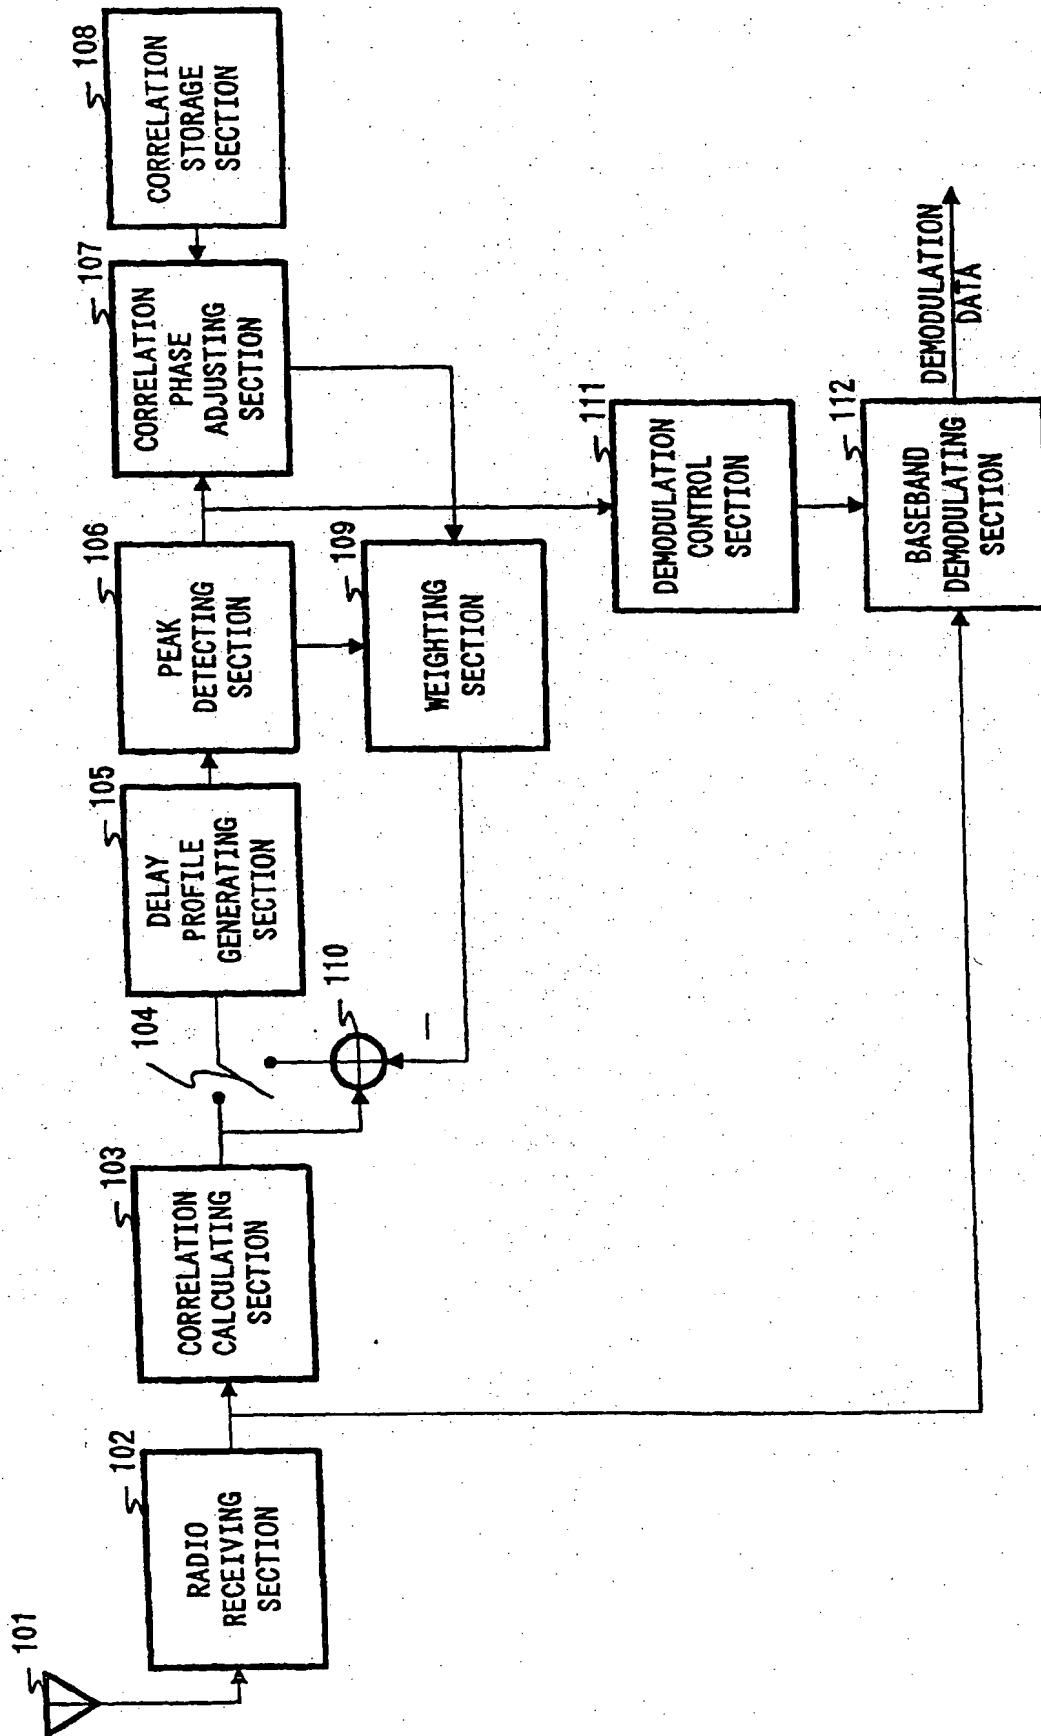 101
102
RADIO
RECEIVING
SECTION
103
CORRELATION
CALCULATING
SECTION
104
105
DELAY
PROFILE
GENERATING
SECTION
106
PEAK
DETECTING
SECTION
107
CORRELATION
PHASE
ADJUSTING
SECTION
108
CORRELATION
STORAGE
SECTION
110
−
109
WEIGHTING
SECTION
111
DEMODULATION
CONTROL
SECTION
112
BASEBAND
DEMODULATING
SECTION
DEMODULATION
DATA